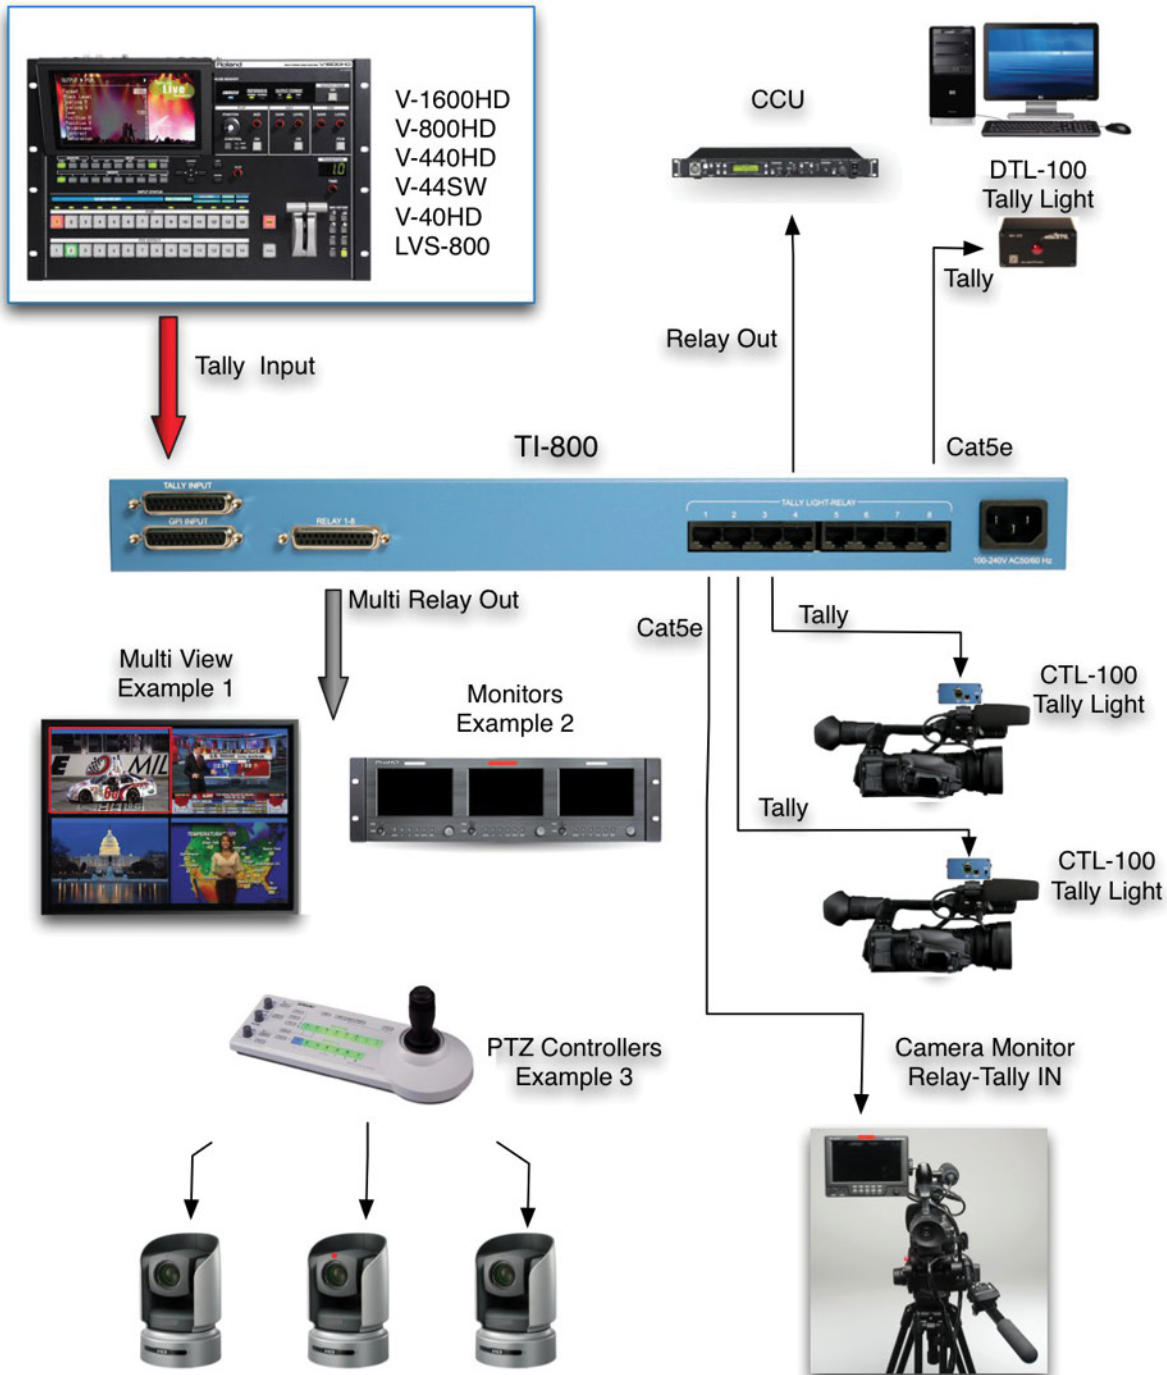 Roland
V-1600HD
V-1600HD
V-800HD
V-440HD
V-44SW
V-40HD
LVS-800
CCU
DTL-100
Tally Light
Tally
Relay Out
Tally Input
TI-800
Cat5e
TALLY INPUT
GPI INPUT
RELAY 1-8
TALLY LIGHT-RELAY
1 2 3 4 5 6 7 8
100-240V AC50/60 Hz
Multi Relay Out
Cat5e
Tally
Multi View
Example 1
Monitors
Example 2
CTL-100
Tally Light
Tally
CTL-100
Tally Light
PTZ Controllers
Example 3
Camera Monitor
Relay-Tally IN